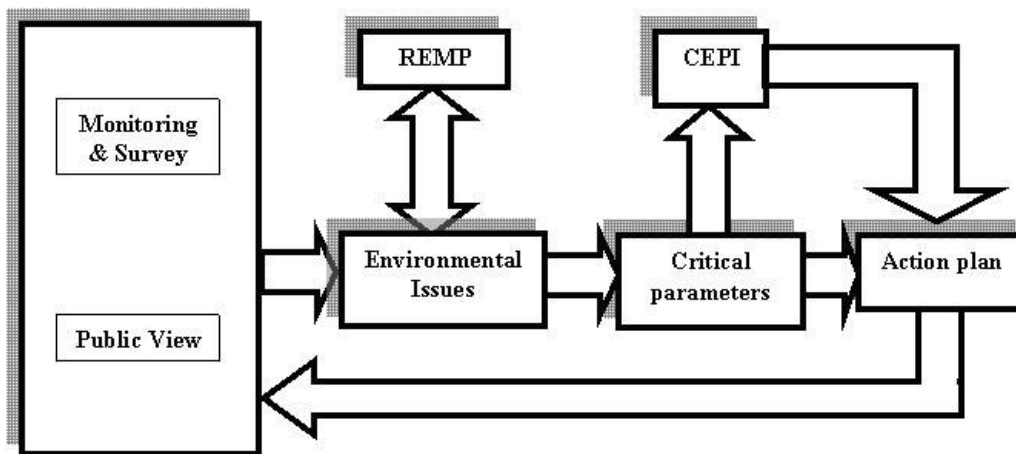 Monitoring
& Survey
Public View
REMP
Environmental
Issues
CEPI
Critical
parameters
Action plan